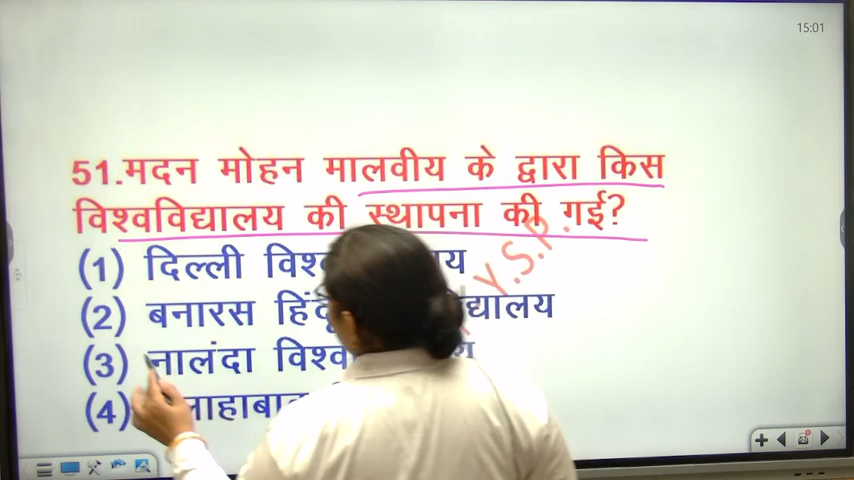 15:01
51.मदन मोहन मालवीय के द्वारा किस
विश्वविद्यालय की स्थापना की गई?
(1) दिल्ली
(2) बनारस
(3) नालंदा
(4)
Y.S.P.